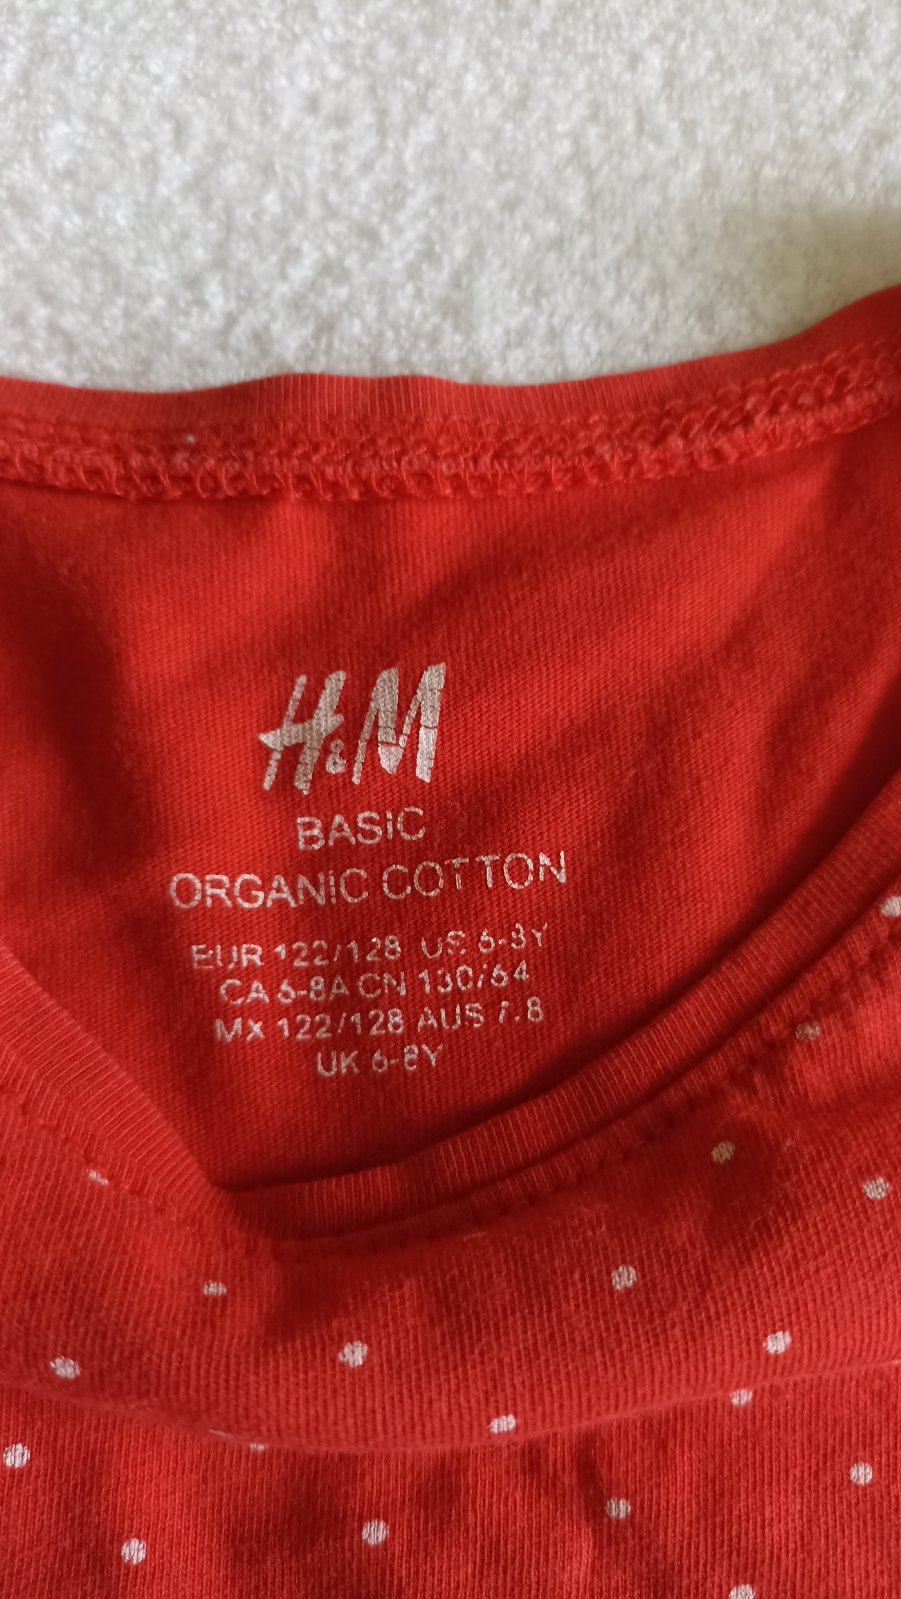 H&M
BASIC
ORGANIC COTTON
EUR 122/128 US 6-8Y
CA 6-8A CN 130/64
MX 122/128 AUS 7-8
UK 6-8Y